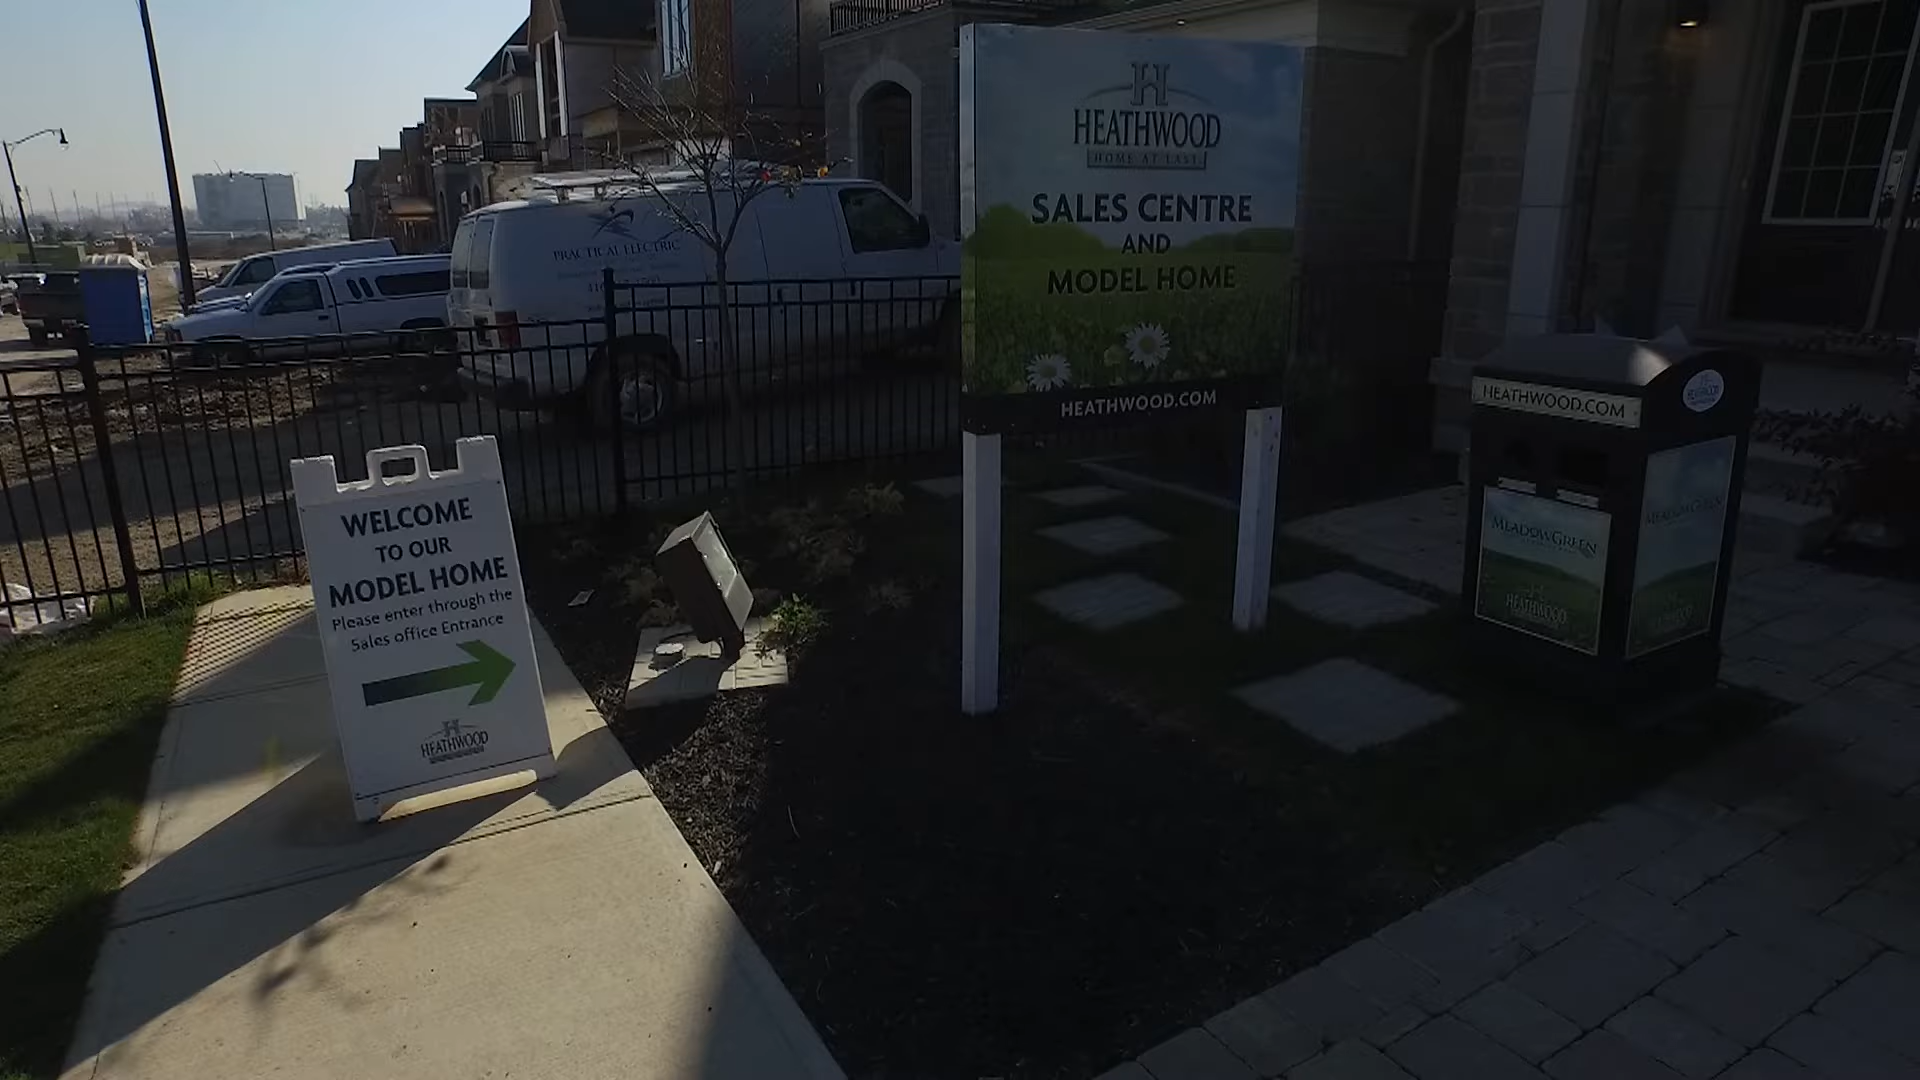 HEATHWOOD
HOME AT LAST
SALES CENTRE
AND
MODEL HOME
HEATHWOOD.COM
PRACTICAL ELECTRIC
WELCOME
TO OUR
MODEL HOME
Please enter through the
Sales office Entrance
HEATHWOOD
HEATHWOOD.COM
HEATHWOOD
MEADOWGREEN
HEATHWOOD
MEADOWGREEN
HEATHWOOD